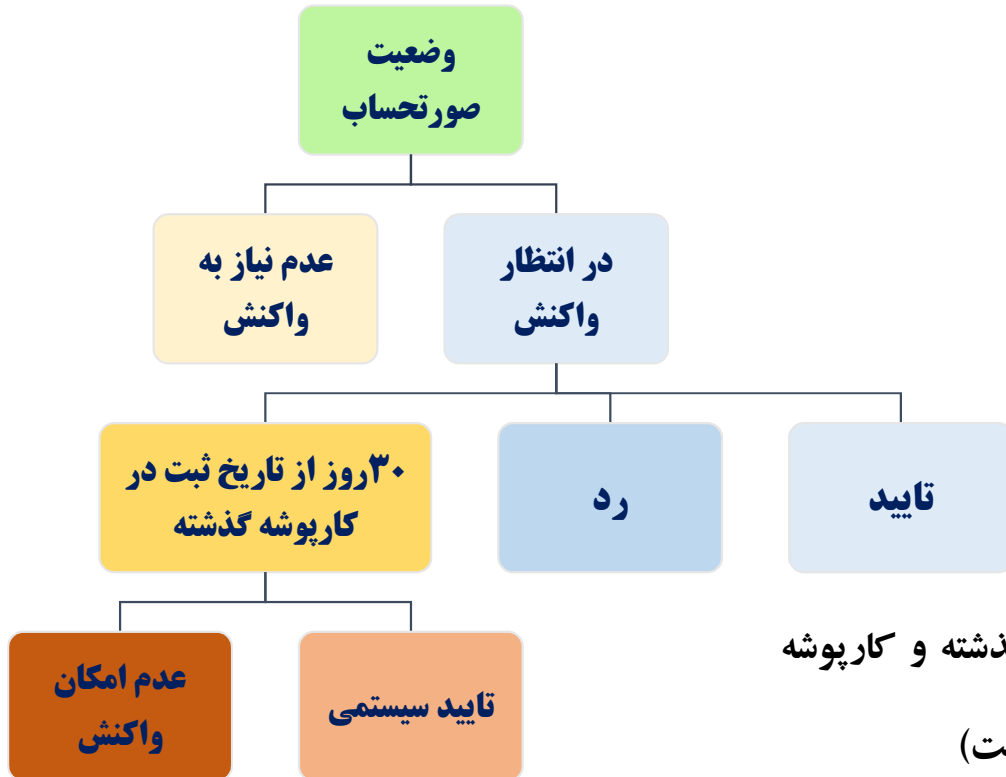 وضعیت
صورتحساب
در انتظار
واکنش
عدم نیاز به
واکنش
تایید
رد
۳۰روز از تاریخ ثبت در
کارپوشه گذشته
تایید سیستمی
عدم امکان
واکنش
و کارپوشه